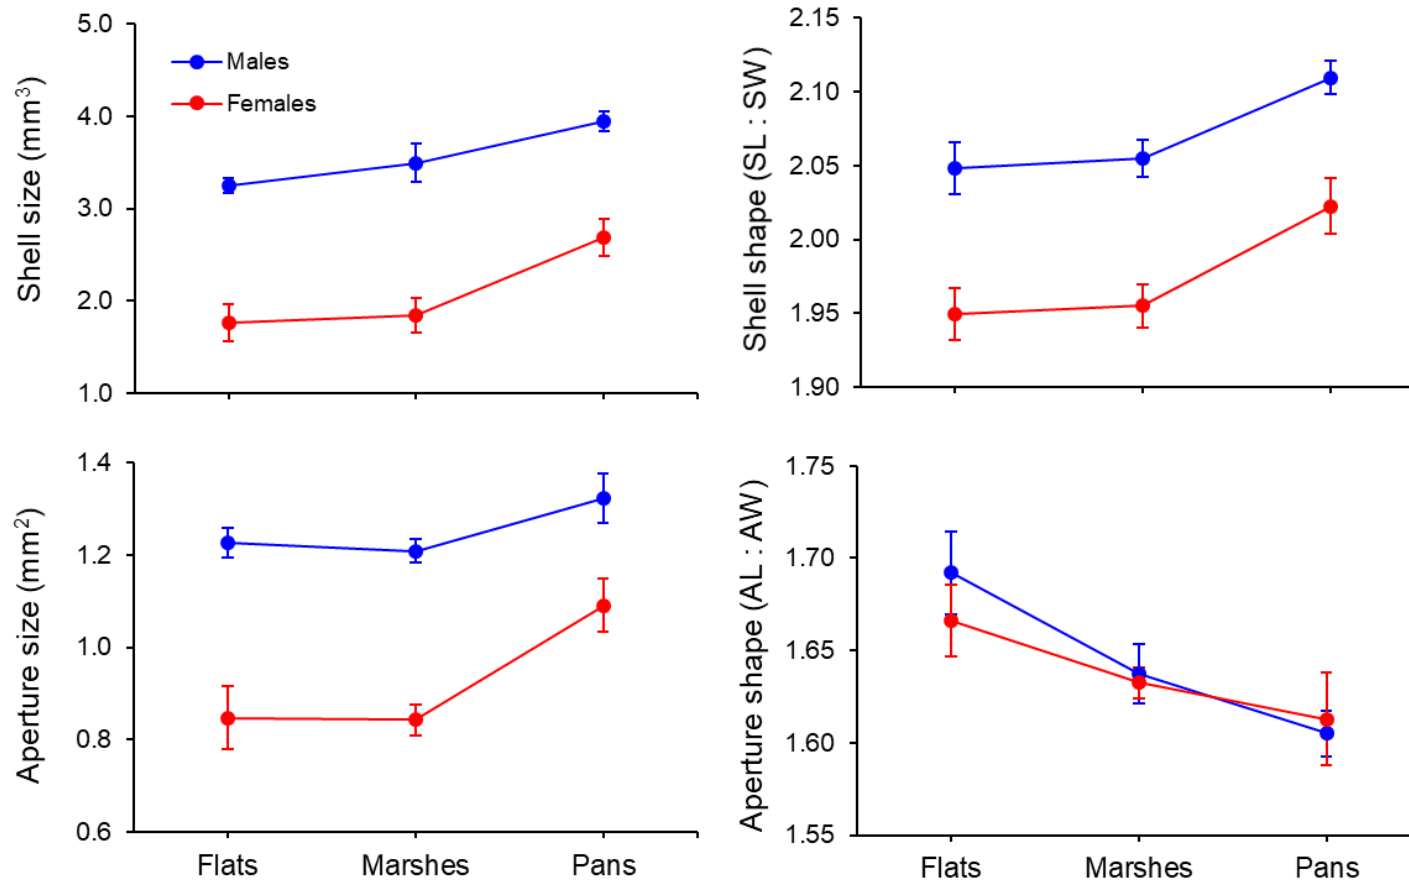 Shell size (mm³)
5.0
4.0
3.0
2.0
1.0
Males
Females
Shell shape (SL : SW)
2.15
2.10
2.05
2.00
1.95
1.90
Aperture size (mm²)
1.4
1.2
1.0
0.8
0.6
Flats Marshes Pans
Aperture shape (AL : AW)
1.75
1.70
1.65
1.60
1.55
Flats Marshes Pans